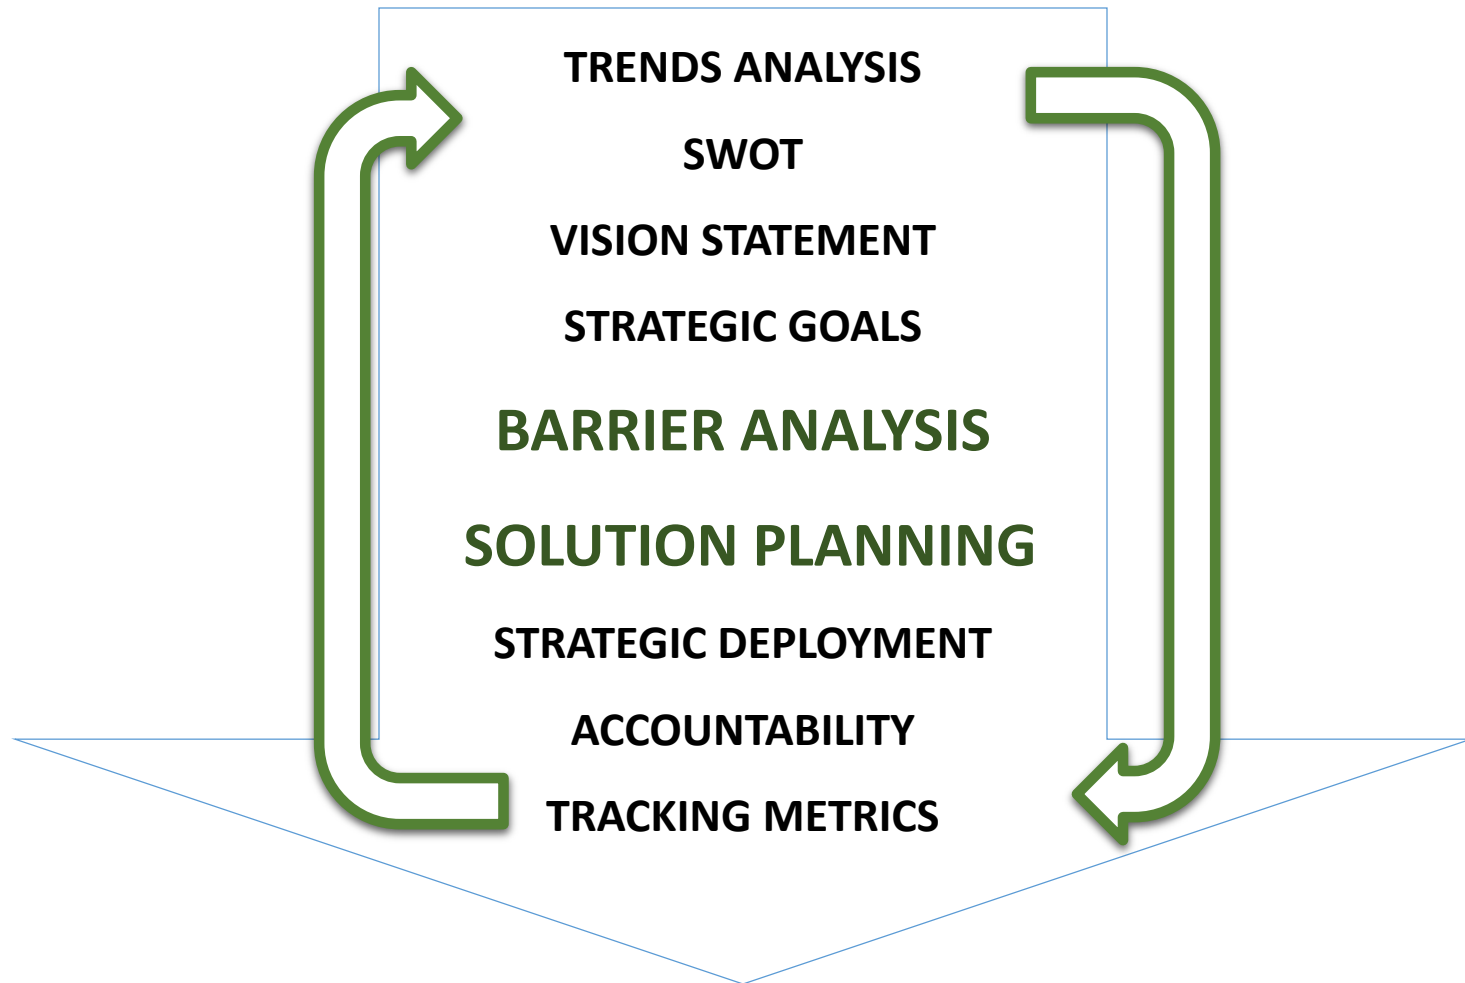 TRENDS ANALYSIS
SWOT
VISION STATEMENT
STRATEGIC GOALS
BARRIER ANALYSIS
SOLUTION PLANNING
STRATEGIC DEPLOYMENT
ACCOUNTABILITY
TRACKING METRICS